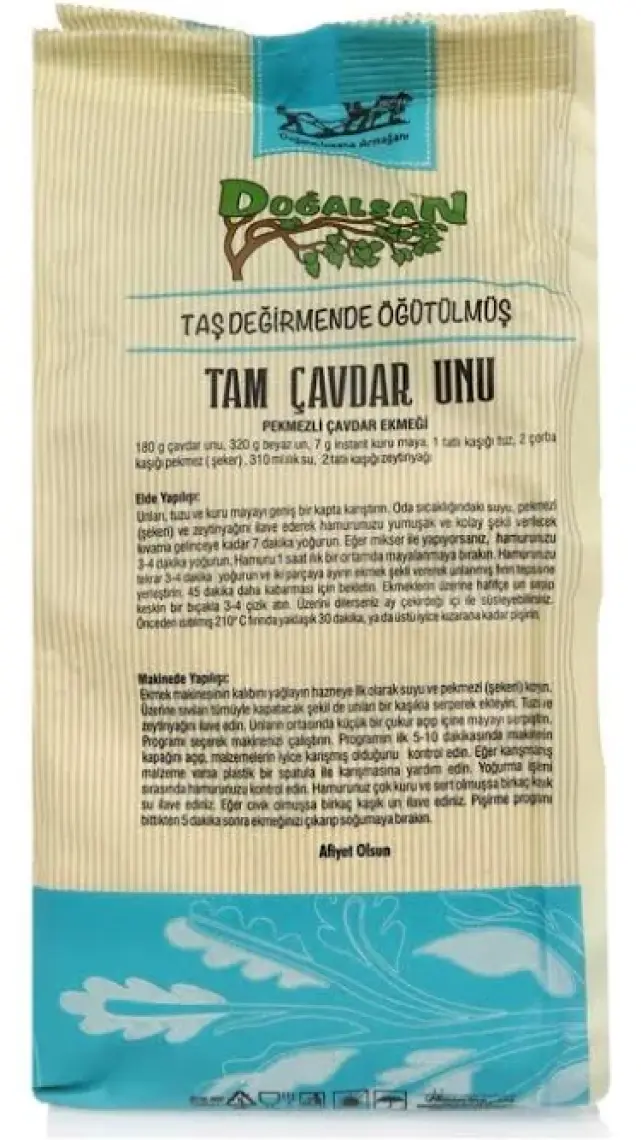 Armağanı
DOĞALSAN
TAŞ DEĞİRMENDE ÖĞÜTÜLMÜŞ
TAM ÇAVDAR UNU
PEKMEZLİ ÇAVDAR EKMEĞİ
180 g çavdar unu, 320 g beyaz un, 7 g instant kuru maya, 1 tatlı kaşığı tuz, 2 çorba
kaşığı pekmez ( şeker) , 310 ml ılık su, 2 tatlı kaşığı zeytinyağı
Elde Yapılışı:
Unları, tuzu ve kuru mayayı geniş bir kapta karıştırın. Oda sıcaklığındaki suyu, pekmezi
(şekeri) ve zeytinyağını ilave ederek hamurunuzu yumuşak ve kolay şekil verilecek
kıvama gelinceye kadar 7 dakika yoğurun. Eğer mikser ile yapıyorsanız, hamurunuzu
3-4 dakika yoğurun. Hamuru 1 saat ılık bir ortamda mayalanmaya bırakın. Hamurunuzu
tekrar 3-4 dakika yoğurun ve iki parçaya ayırın ekmek şekli vererek unlanmış fırın tepsisine
yerleştirin. 45 dakika daha kabarması için bekletin. Ekmeklerin üzerine hafifçe un serpip
keskin bir bıçakla 3-4 çizik atın. Üzerini dilerseniz ay çekirdeği içi ile süsleyebilirsiniz.
Önceden ısıtılmış 210° C fırında yaklaşık 30 dakika, ya da üstü iyice kızarana kadar pişirin.
Makinede Yapılışı:
Ekmek makinesinin kalıbını yağlayın hazneye ilk olarak suyu ve pekmezi (şekeri) koyun.
Üzerine sıvıları tümüyle kapatacak şekil de unları bir kaşıkla serperek ekleyin. Tuzu ve
zeytinyağını ilave edin. Unların ortasında küçük bir çukur açıp içine mayayı serpiştirin.
Programı seçerek makinenizi çalıştırın. Programın ilk 5-10 dakikasında makinenin
kapağını açıp, malzemelerin iyice karışmış olduğunu kontrol edin. Eğer karışmamış
malzeme varsa plastik bir spatula ile karışmasına yardım edin. Yoğurma işlemi
sırasında hamurunuzu kontrol edin. Hamurunuz çok kuru ve sert olmuşsa birkaç kaşık
su ilave ediniz. Eğer cıvık olmuşsa birkaç kaşık un ilave ediniz. Pişirme programı
bittikten 5 dakika sonra ekmeğinizi çıkarıp soğumaya bırakın.
Afiyet Olsun